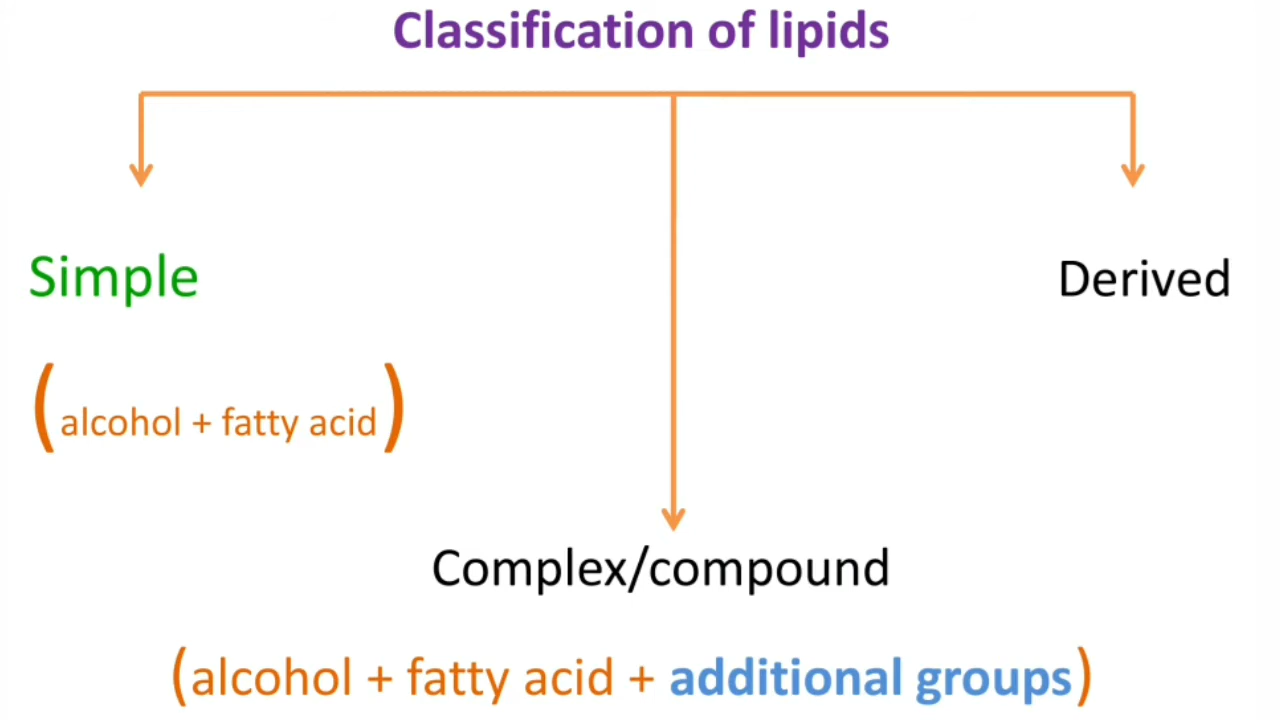 Classification of lipids
Simple
Derived
(alcohol + fatty acid)
Complex/compound
(alcohol + fatty acid + additional groups)